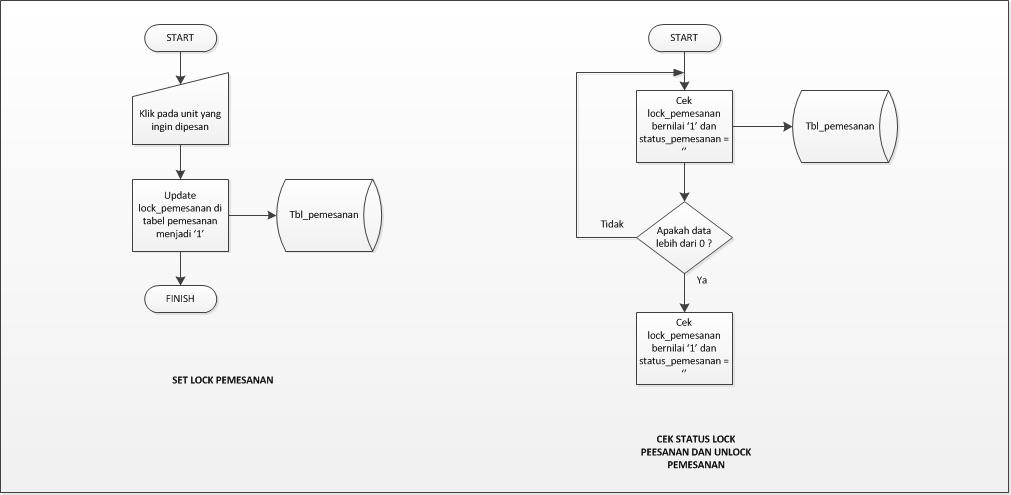 START
Klik pada unit yang
ingin dipesan
Update
lock_pemesanan di
tabel pemesanan
menjadi ‘1’
Tbl_pemesanan
FINISH
SET LOCK PEMESANAN
START
Cek
lock_pemesanan
bernilai ‘1’ dan
status_pemesanan =
‘’
Tbl_pemesanan
Tidak
Apakah data
lebih dari 0 ?
Ya
Cek
lock_pemesanan
bernilai ‘1’ dan
status_pemesanan =
‘’
CEK STATUS LOCK
PEESANAN DAN UNLOCK
PEMESANAN